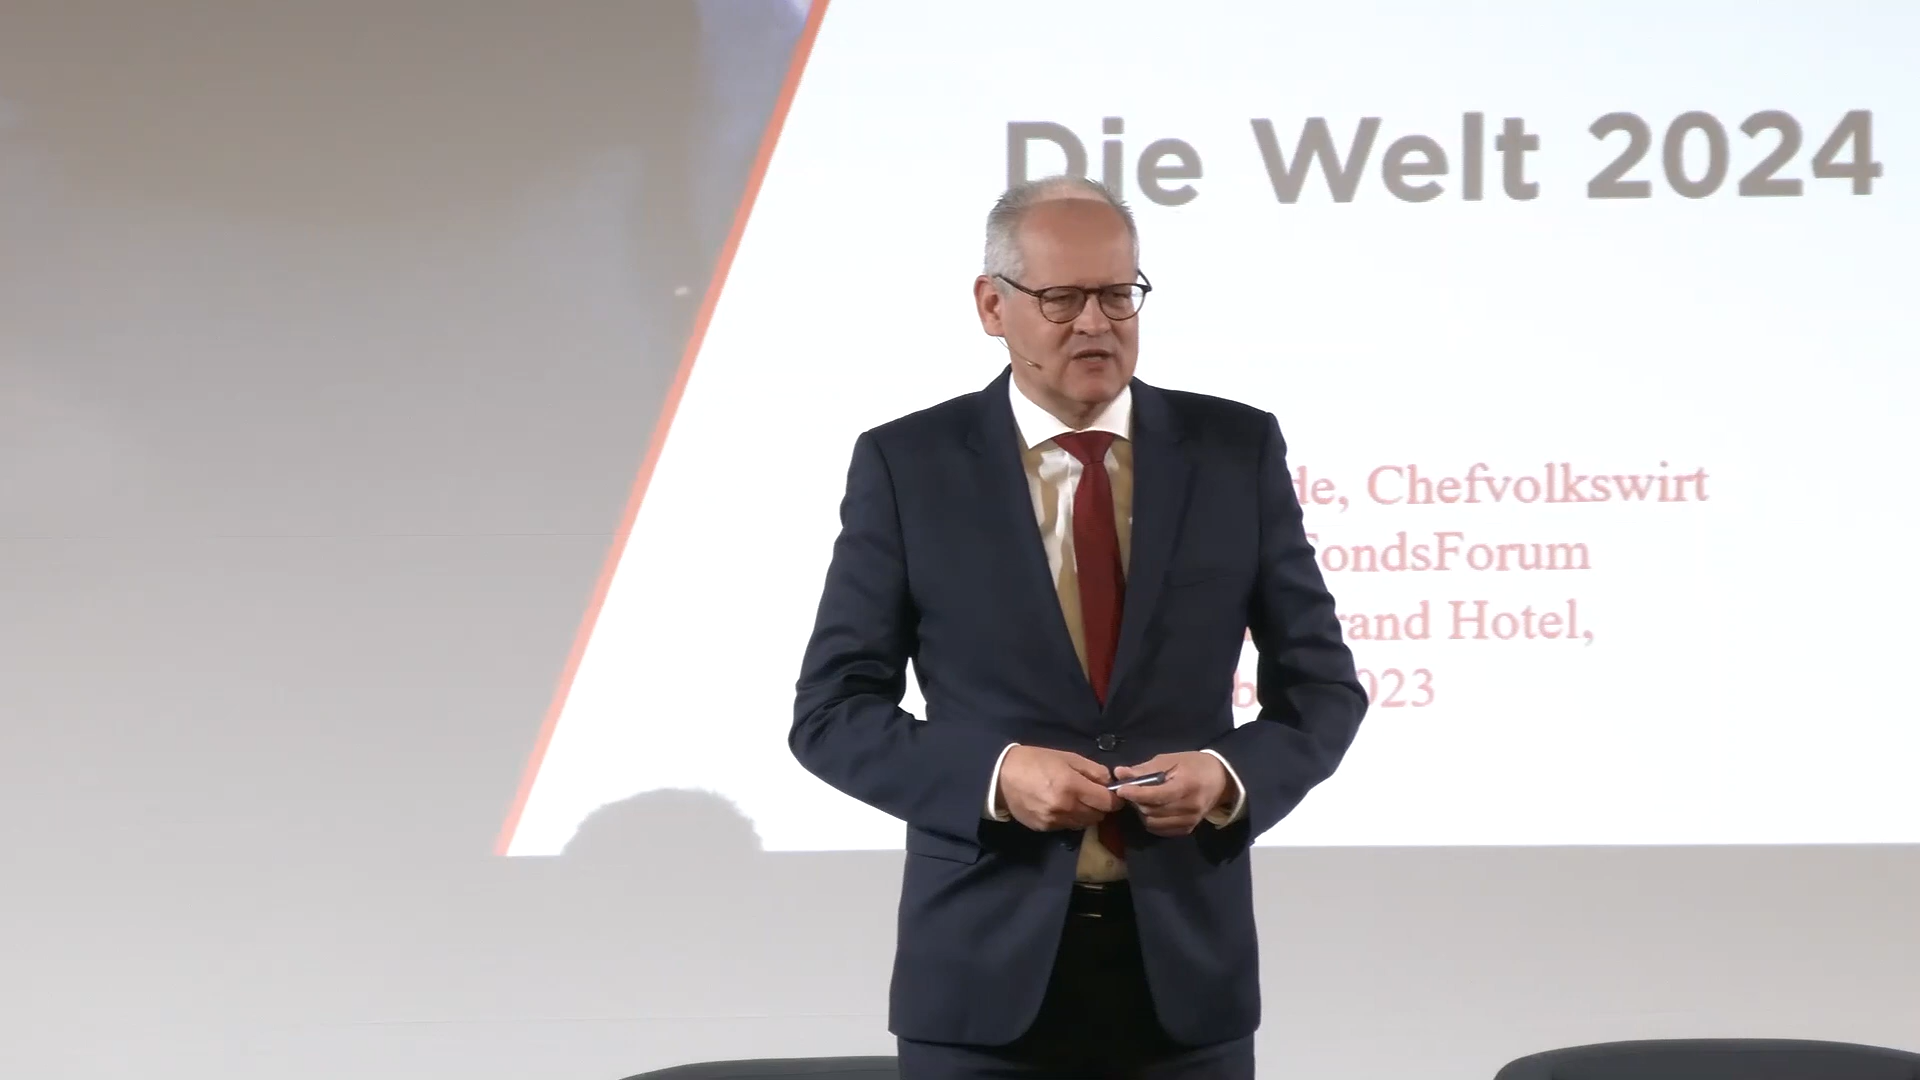 Die Welt 2024
de, Chefvolkswirt
FondsForum
rand Hotel,
b 023